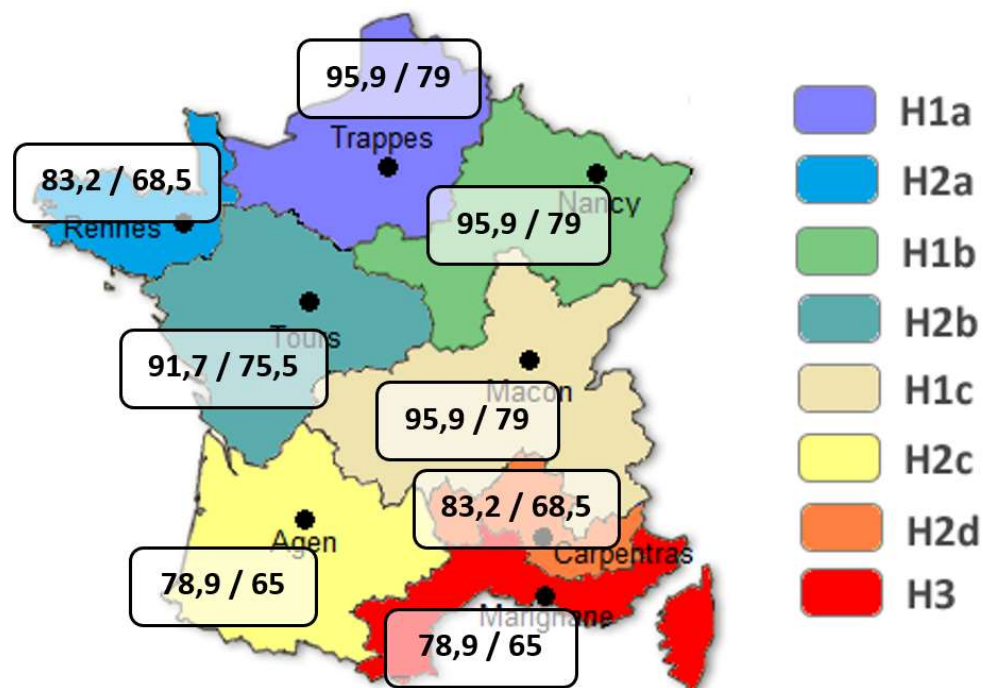 95,9 / 79
Trappes
83,2 / 68,5
Rennes
Nancy
95,9 / 79
Tours
91,7 / 75,5
Macon
95,9 / 79
83,2 / 68,5
Agen
Carpentras
78,9 / 65
Marignane
78,9 / 65
H1a
H2a
H1b
H2b
H1c
H2c
H2d
H3